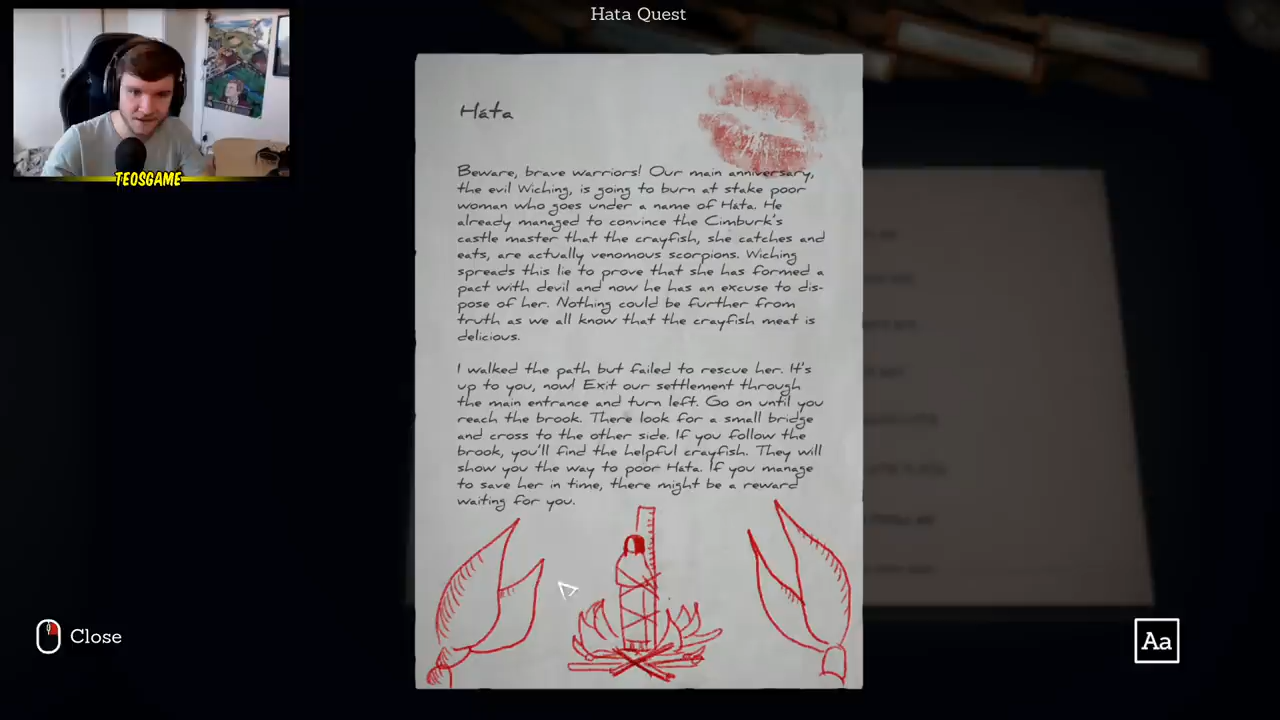 Hata Quest
TEOSGAME
Háta
Beware, brave warriors! Our main anniversary,
the evil Wiching, is going to burn at stake poor
woman who goes under a name of Háta. He
already managed to convince the Cimburk's
castle master that the crayfish, she catches and
eats, are actually venomous scorpions. Wiching
spreads this lie to prove that she has formed a
pact with devil and now he has an excuse to dis-
pose of her. Nothing could be further from
truth as we all know that the crayfish meat is
delicious.
I walked the path but failed to rescue her. It's
up to you, now! Exit our settlement through
the main entrance and turn left. Go on until you
reach the brook. There look for a small bridge
and cross to the other side. If you follow the
brook, you'll find the helpful crayfish. They will
show you the way to poor Háta. If you manage
to save her in time, there might be a reward
waiting for you.
Close
Aa